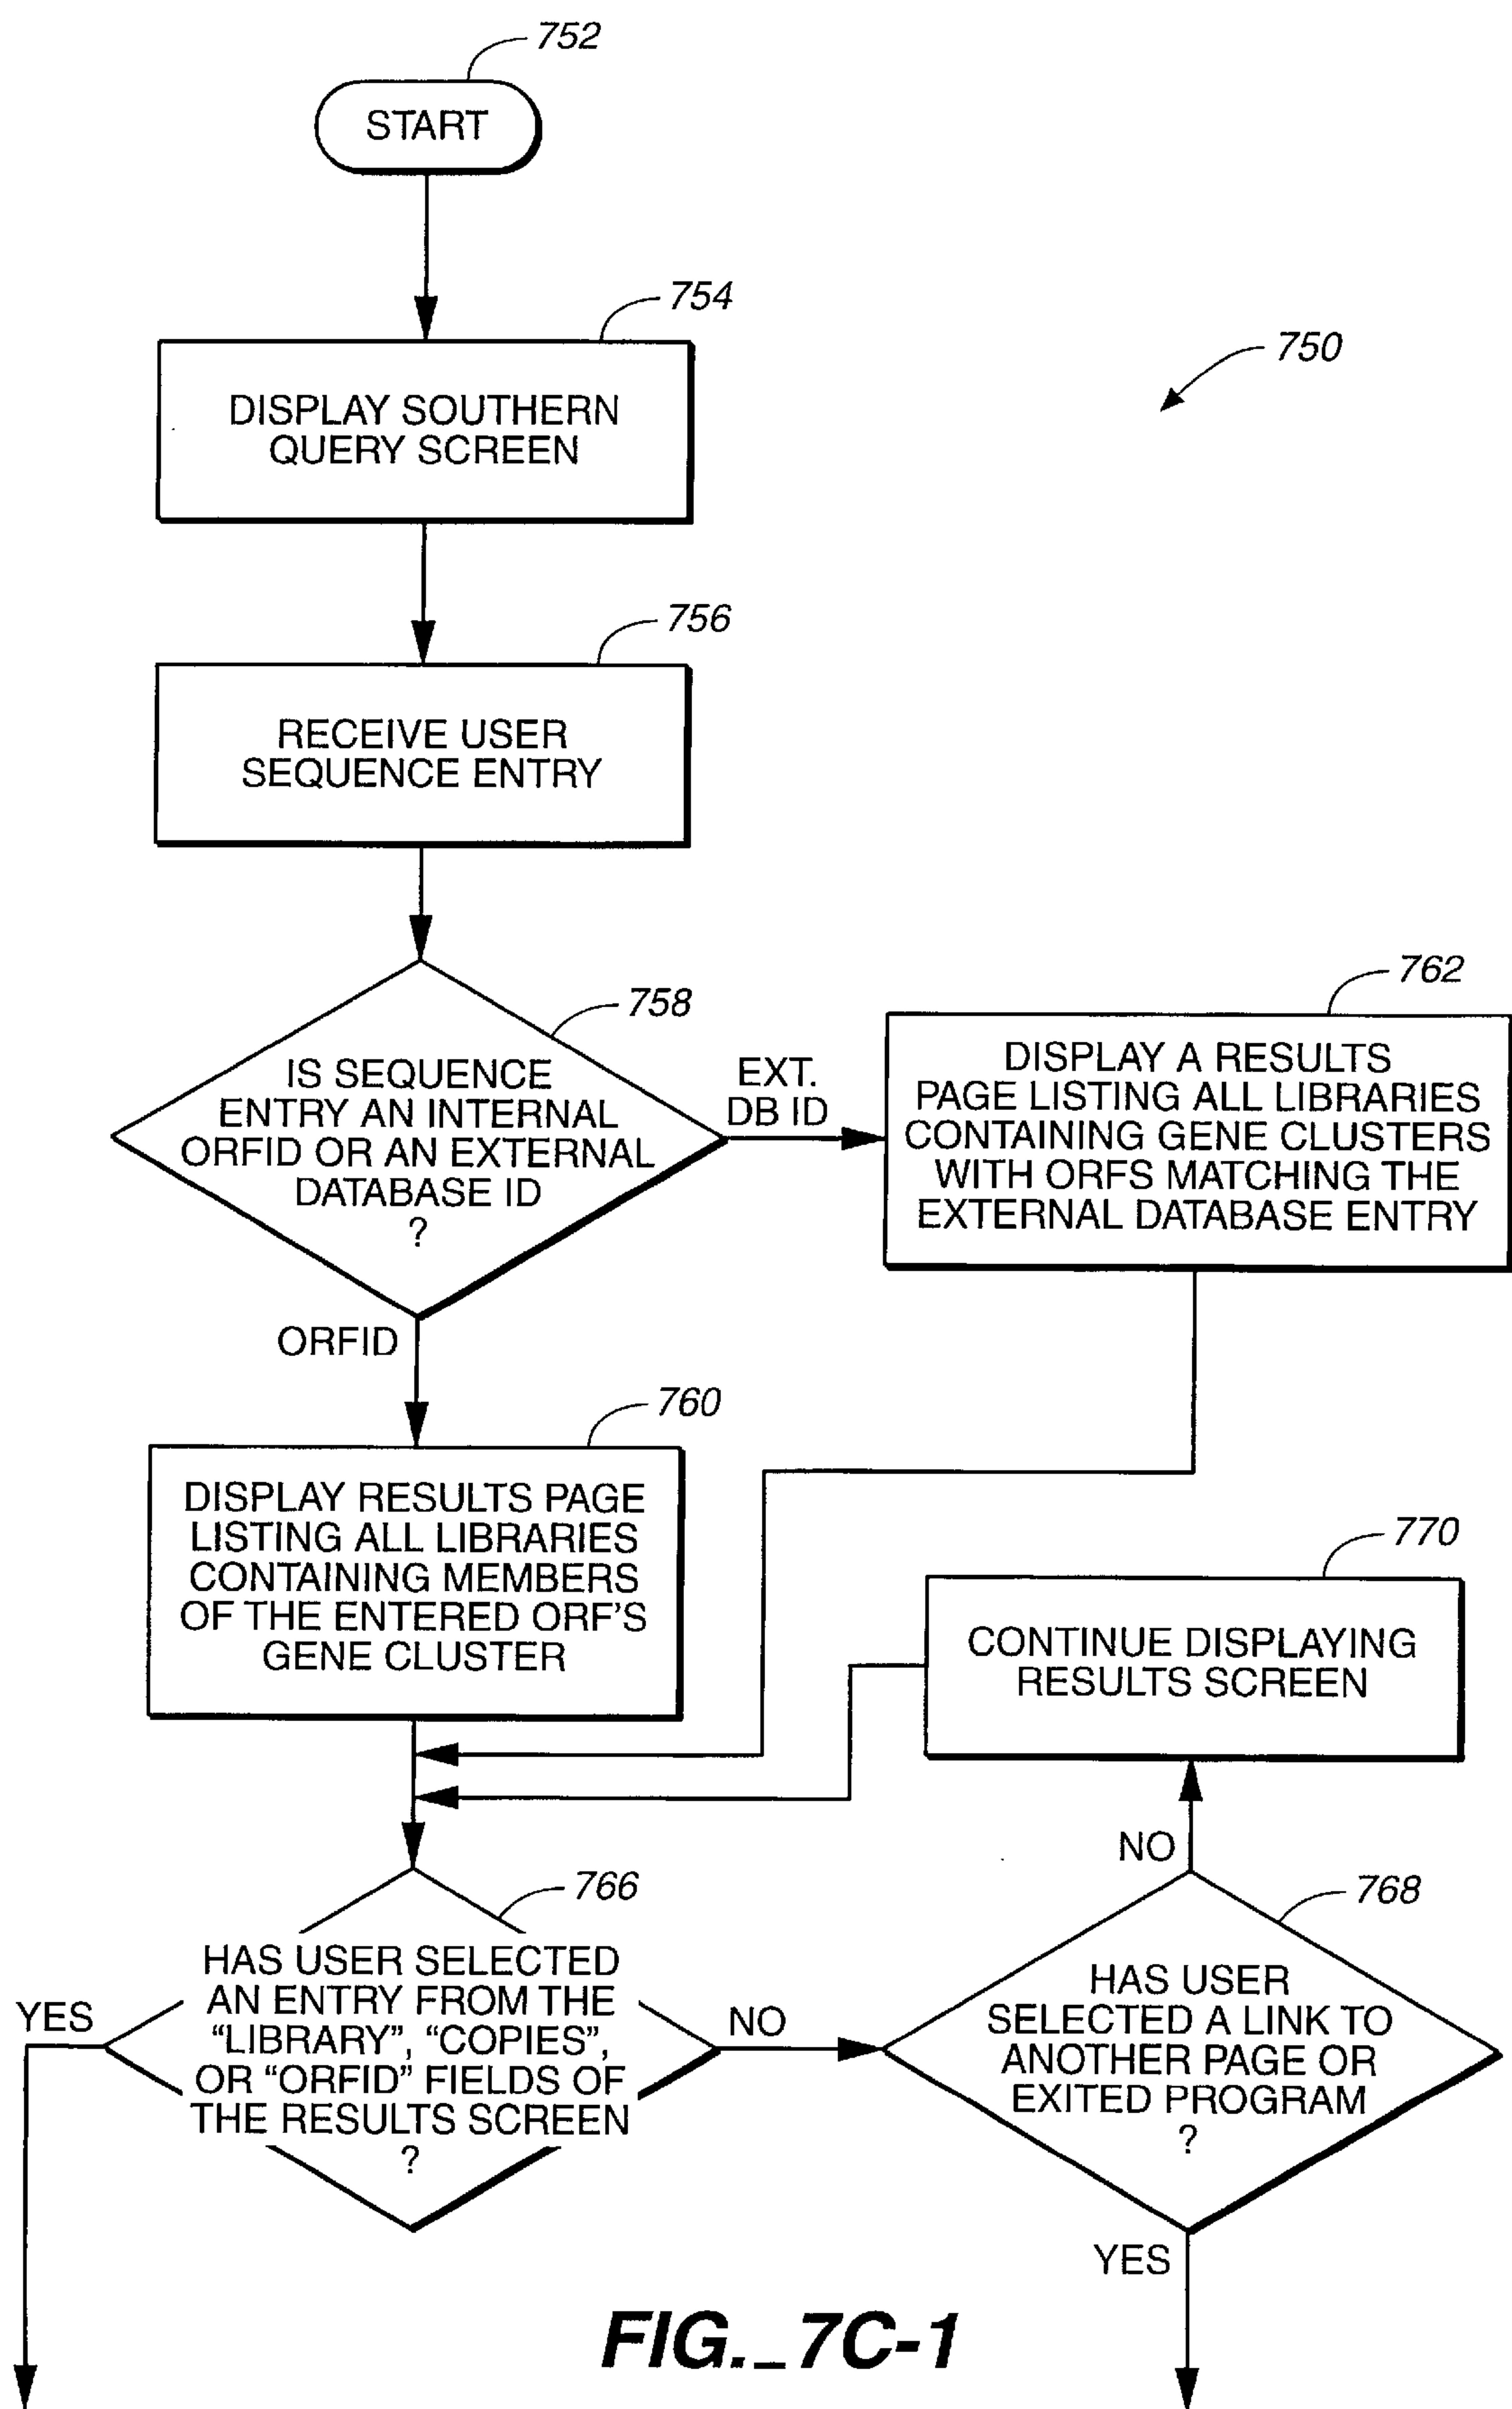 752
START
754
DISPLAY SOUTHERN
QUERY SCREEN
750
756
RECEIVE USER
SEQUENCE ENTRY
758
IS SEQUENCE
ENTRY AN INTERNAL
ORFID OR AN EXTERNAL
DATABASE ID
?
EXT.
DB ID
762
DISPLAY A RESULTS
PAGE LISTING ALL LIBRARIES
CONTAINING GENE CLUSTERS
WITH ORFS MATCHING THE
EXTERNAL DATABASE ENTRY
ORFID
760
DISPLAY RESULTS PAGE
LISTING ALL LIBRARIES
CONTAINING MEMBERS
OF THE ENTERED ORF'S
GENE CLUSTER
770
CONTINUE DISPLAYING
RESULTS SCREEN
NO
766
HAS USER SELECTED
AN ENTRY FROM THE
“LIBRARY”, “COPIES”,
OR “ORFID” FIELDS OF
THE RESULTS SCREEN
?
YES
NO
768
HAS USER
SELECTED A LINK TO
ANOTHER PAGE OR
EXITED PROGRAM
?
YES
FIG._7C-1